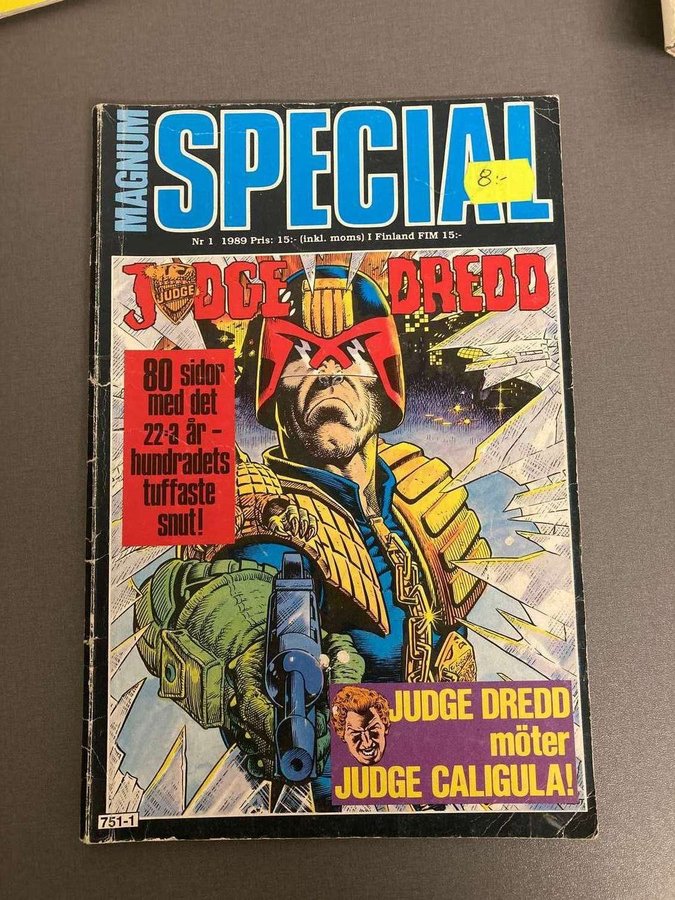 MAGNUM
SPECIAL
8:-
Nr 1 1989 Pris: 15:- (inkl. moms) I Finland FIM 15:-
JUDGE DREDD
JUDGE
80 sidor
med det
22-a år -
hundradets
tuffaste
snut!
JUDGE DREDD
möter
JUDGE CALIGULA!
751-1